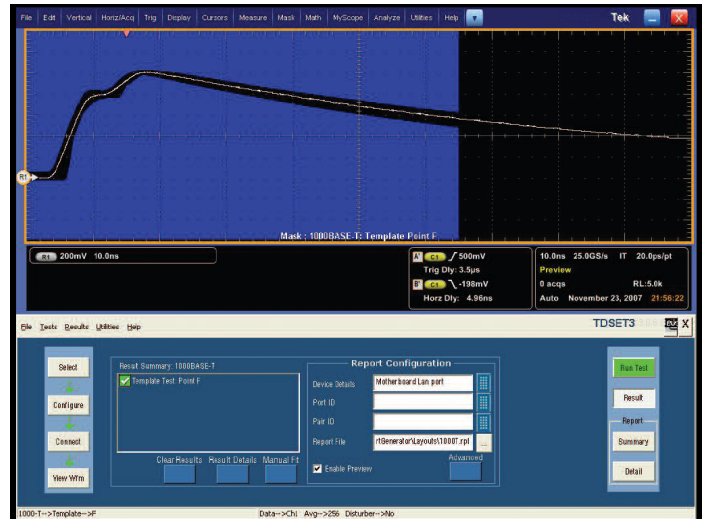 File Edit Vertical Horiz/Acq Trig Display Cursors Measure Mask Math MyScope Analyze Utilities Help Tek X
R1
Mask : 1000BASE-T: Template Point F
R1 200mV 10.0ns
A' C1 500mV
Trig Dly: 3.5µs
B' C1 -198mV
Horz Dly: 4.96ns
10.0ns 25.0GS/s IT 20.0ps/pt
Preview
0 acqs RL:5.0k
Auto November 23, 2007 21:56:22
File Tests Results Utilities Help TDSET3 X
Select
Configure
Connect
View Wfm
Result Summary: 1000BASE-T
Template Test: Point F
Clear Results Result Details Manual Fit
Report Configuration
Device Details Motherboard Lan port
Port ID
Pair ID
Report File rtGenerator\Layouts\1000T.rpl ...
Enable Preview
Advanced
Run Test
Result
Report
Summary
Detail
1000-T-->Template-->F Data-->Ch1 Avg-->256 Disturber-->No